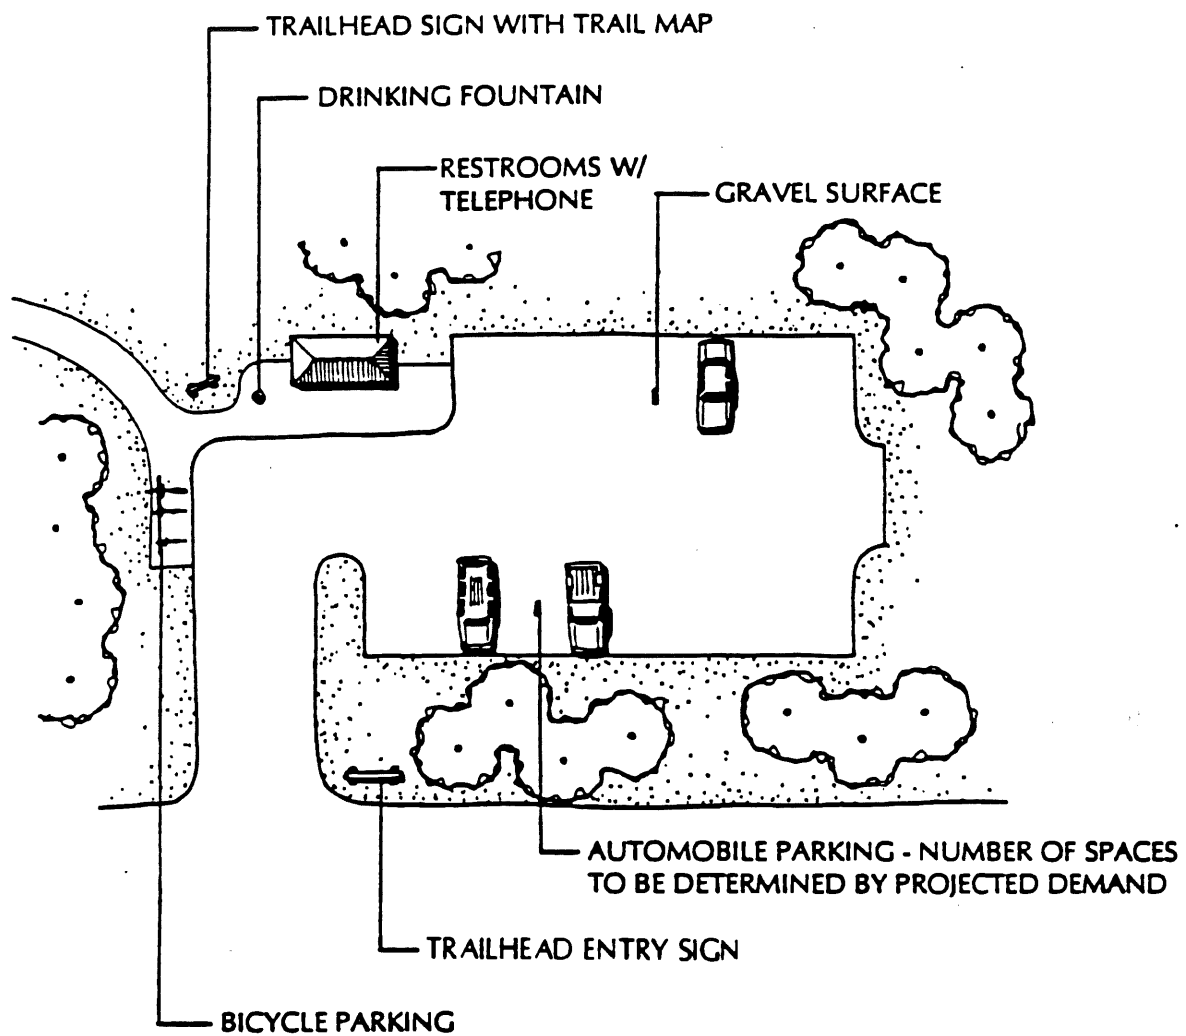 TRAILHEAD SIGN WITH TRAIL MAP
DRINKING FOUNTAIN
RESTROOMS W/
TELEPHONE
GRAVEL SURFACE
AUTOMOBILE PARKING - NUMBER OF SPACES
TO BE DETERMINED BY PROJECTED DEMAND
TRAILHEAD ENTRY SIGN
BICYCLE PARKING